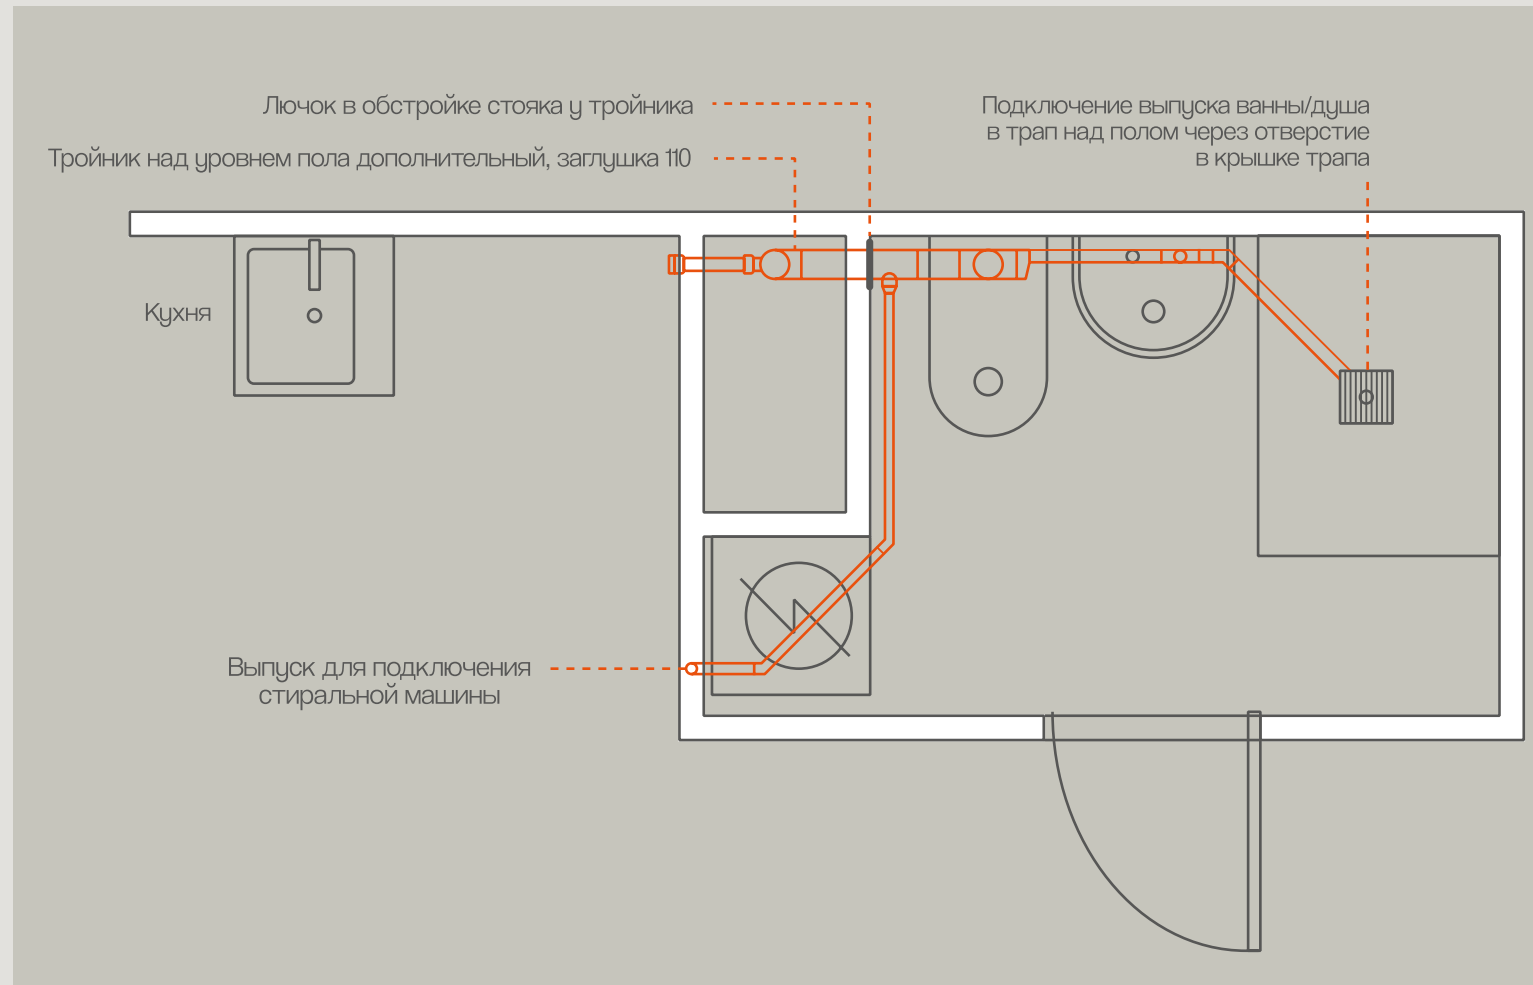 Лючок в обстройке стояка у тройника
Тройник над уровнем пола дополнительный, заглушка 110
Подключение выпуска ванны/душа
в трап над полом через отверстие
в крышке трапа
Кухня
Выпуск для подключения
стиральной машины